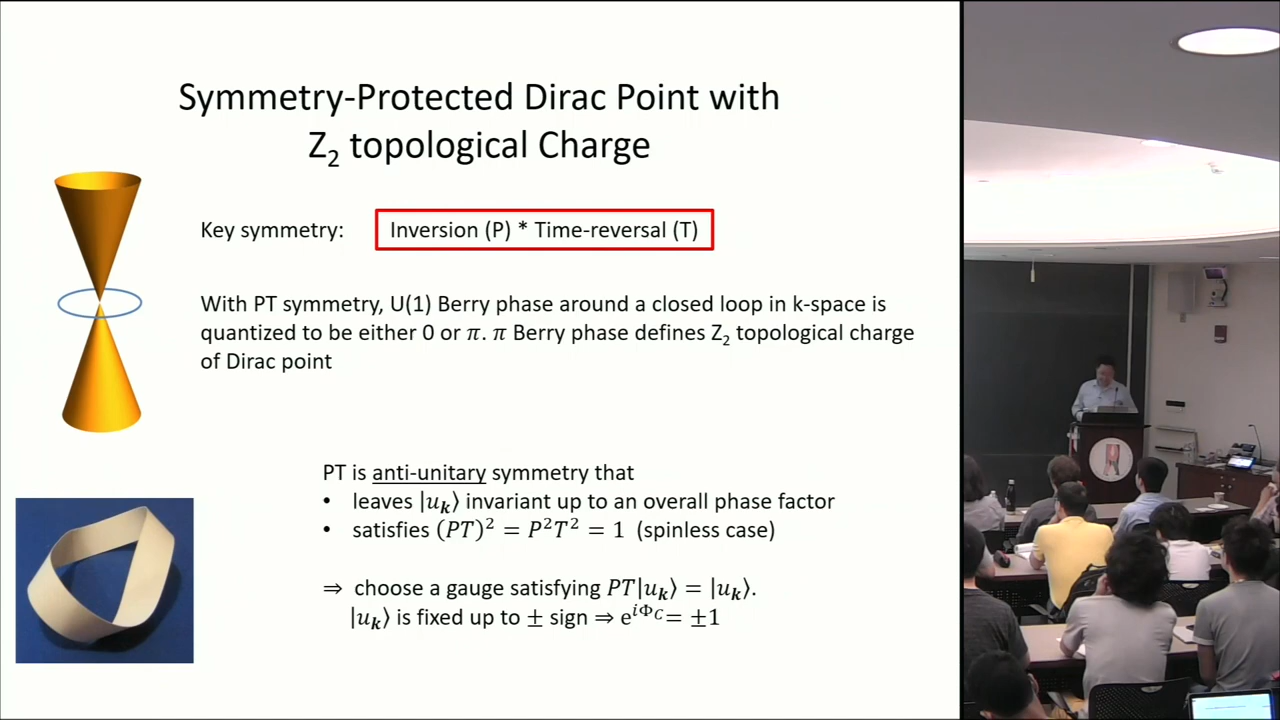 Symmetry-Protected Dirac Point with
Z₂ topological Charge
Key symmetry: Inversion (P) * Time-reversal (T)
With PT symmetry, U(1) Berry phase around a closed loop in k-space is
quantized to be either 0 or π. π Berry phase defines Z₂ topological charge
of Dirac point
PT is anti-unitary symmetry that
• leaves |u𝒌⟩ invariant up to an overall phase factor
• satisfies (PT)² = P²T² = 1 (spinless case)
⇒ choose a gauge satisfying PT|u𝒌⟩ = |u𝒌⟩.
|u𝒌⟩ is fixed up to ± sign ⇒ e^{iΦ_C} = ±1